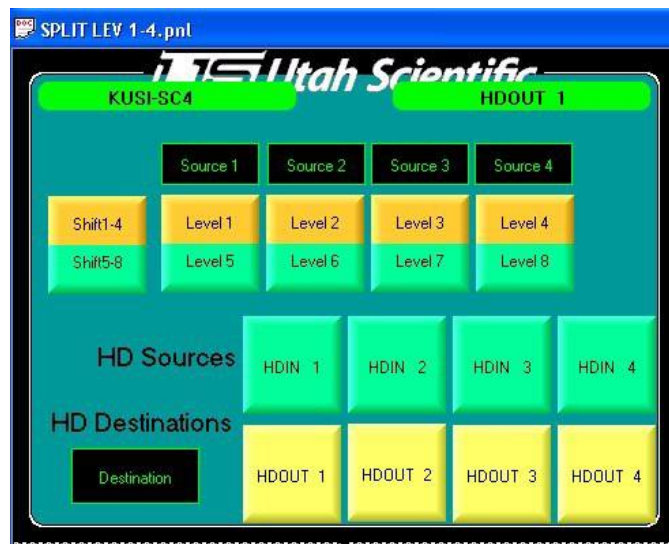 DOC SPLIT LEV 1-4.pnl
Utah Scientific
KUSI-SC4 HDOUT 1
Source 1 Source 2 Source 3 Source 4
Shift1-4 Level 1 Level 2 Level 3 Level 4
Shift5-8 Level 5 Level 6 Level 7 Level 8
HD Sources HDIN 1 HDIN 2 HDIN 3 HDIN 4
HD Destinations
Destination HDOUT 1 HDOUT 2 HDOUT 3 HDOUT 4